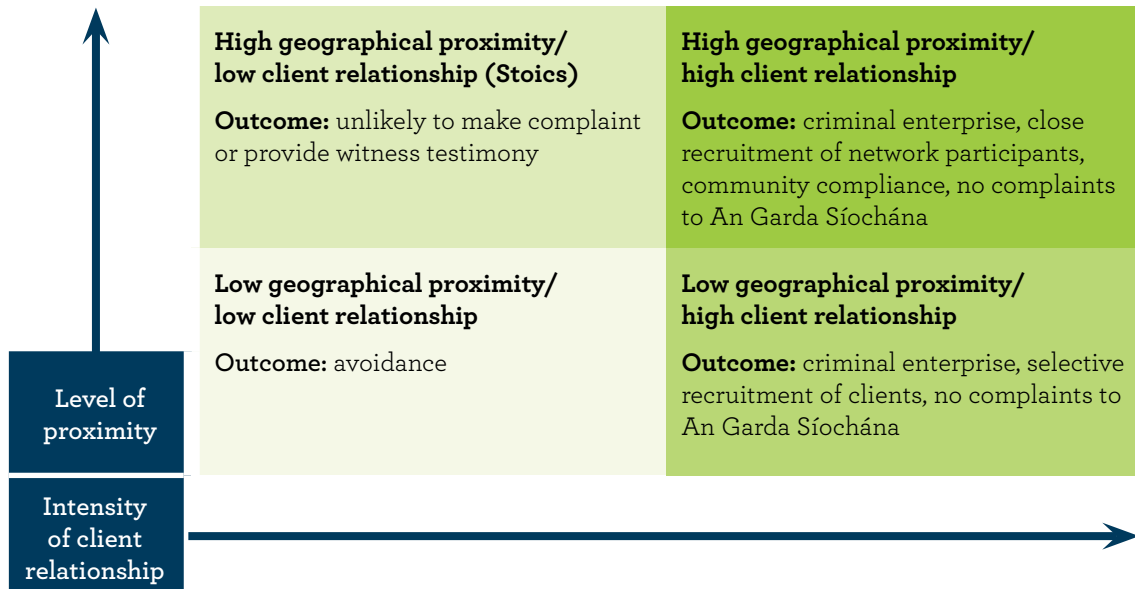 High geographical proximity/
low client relationship (Stoics)
Outcome: unlikely to make complaint
or provide witness testimony
High geographical proximity/
high client relationship
Outcome: criminal enterprise, close
recruitment of network participants,
community compliance, no complaints
to An Garda Síochána
Low geographical proximity/
low client relationship
Outcome: avoidance
Low geographical proximity/
high client relationship
Outcome: criminal enterprise, selective
recruitment of clients, no complaints to
An Garda Síochána
Level of
proximity
Intensity
of client
relationship